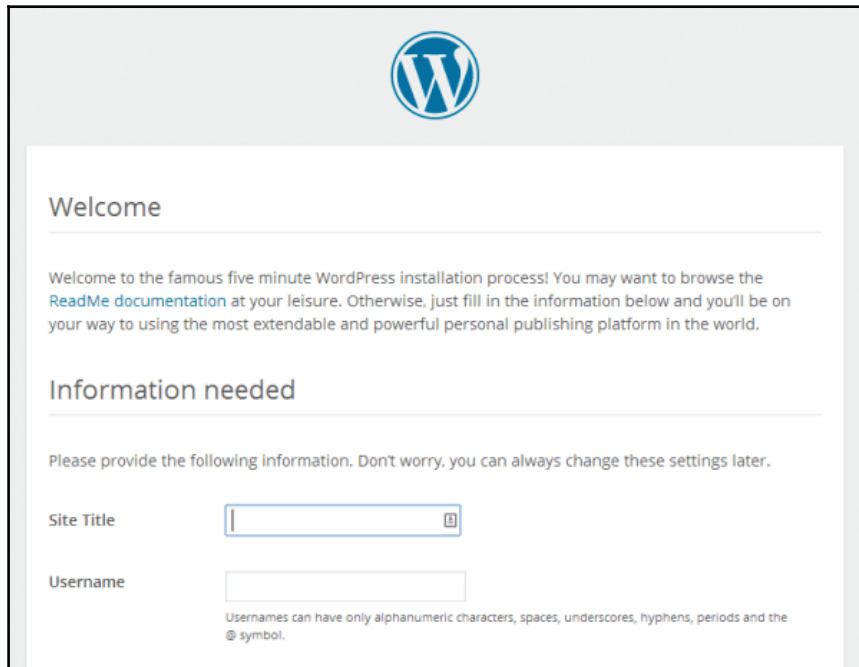 W
Welcome
Welcome to the famous five minute WordPress installation process! You may want to browse the
ReadMe documentation at your leisure. Otherwise, just fill in the information below and you'll be on
your way to using the most extendable and powerful personal publishing platform in the world.
Information needed
Please provide the following information. Don't worry, you can always change these settings later.
Site Title
Username
Usernames can have only alphanumeric characters, spaces, underscores, hyphens, periods and the
@ symbol.